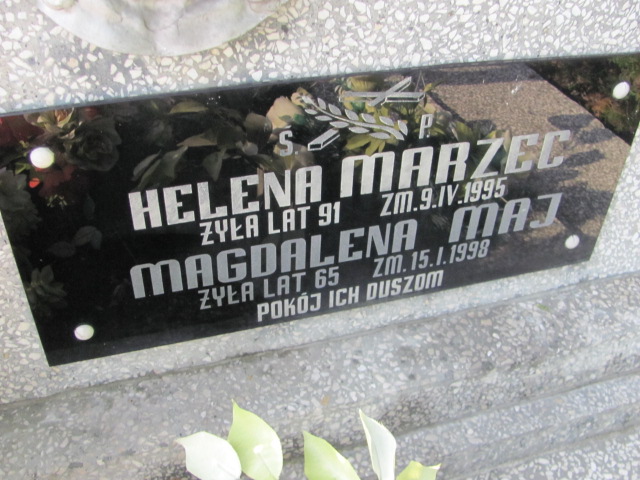 Ś P
HELENA MARZEC
ŻYŁA LAT 91 ZM. 9.IV.1995
MAGDALENA MAJ
ŻYŁA LAT 65 ZM. 15.I.1998
POKÓJ ICH DUSZOM